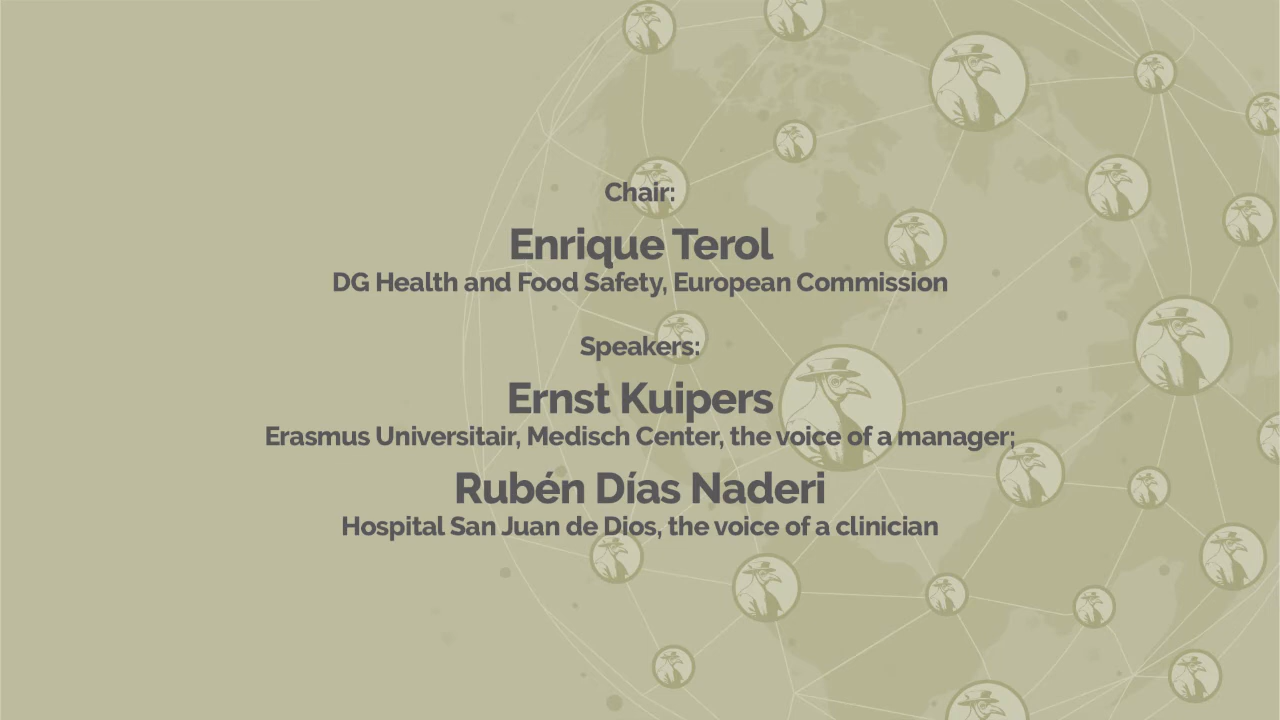 Chair:
Enrique Terol
DG Health and Food Safety, European Commission
Speakers:
Ernst Kuipers
Erasmus Universitair, Medisch Center, the voice of a manager;
Rubén Días Naderi
Hospital San Juan de Dios, the voice of a clinician